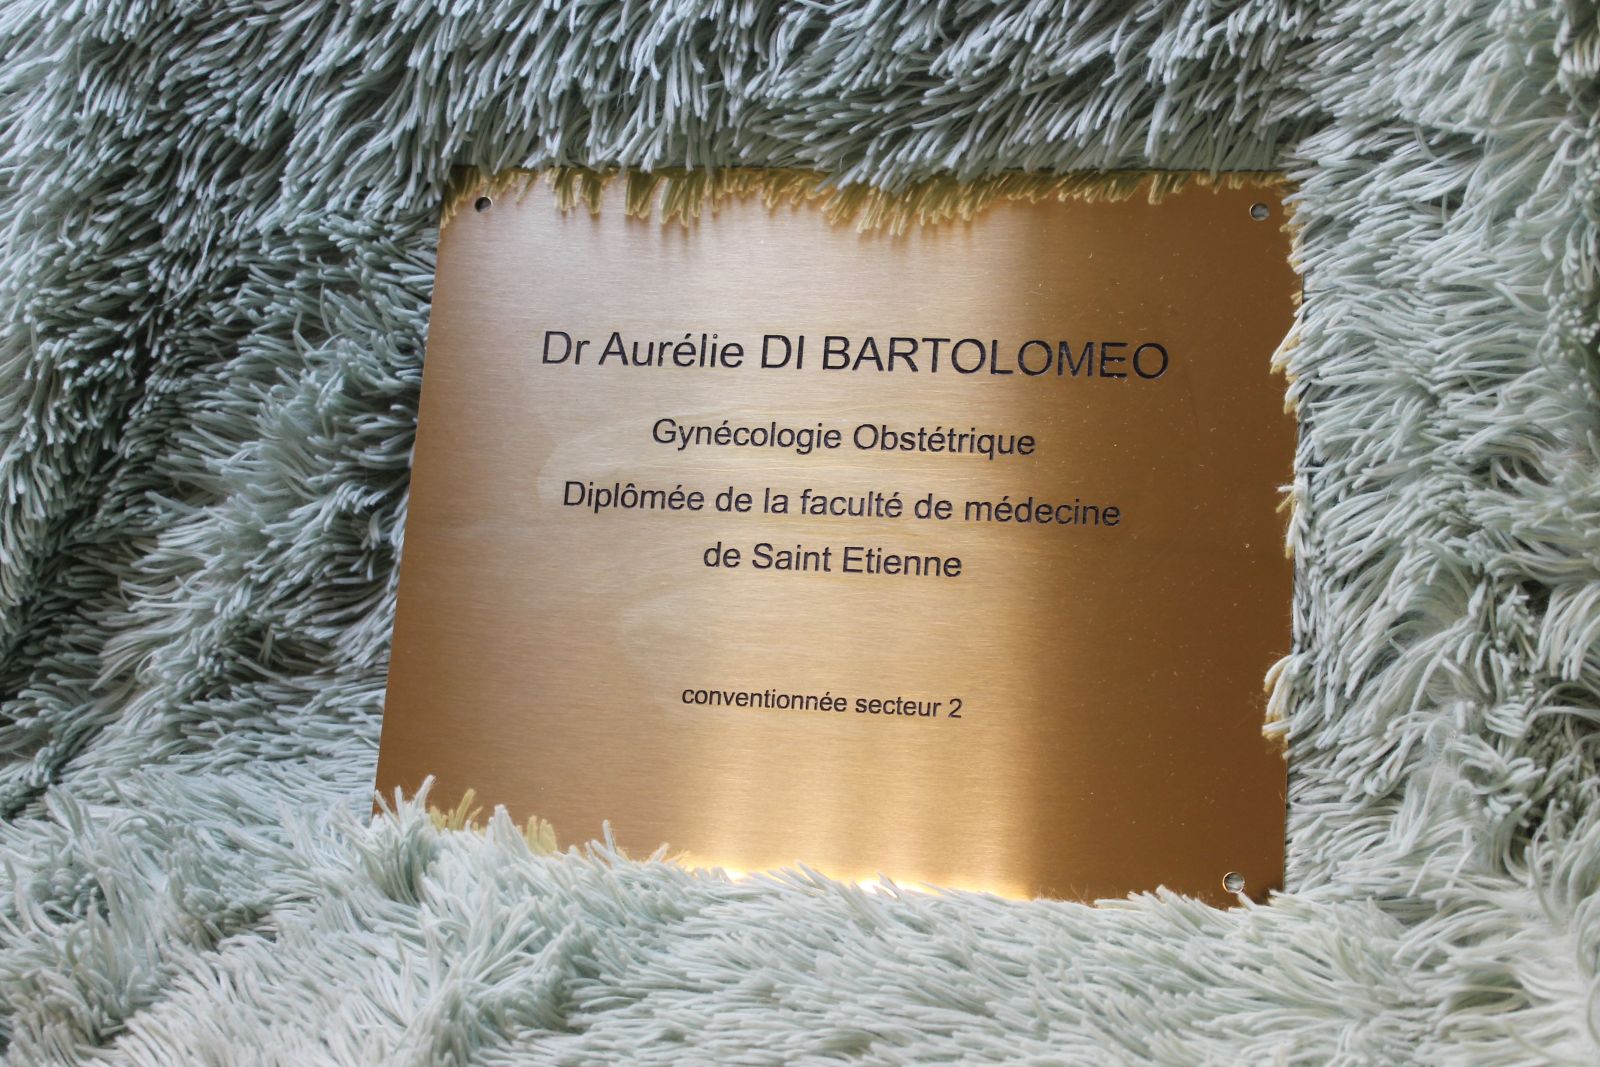 Dr Aurélie DI BARTOLOMEO
Gynécologie Obstétrique
Diplômée de la faculté de médecine
de Saint Etienne
conventionnée secteur 2